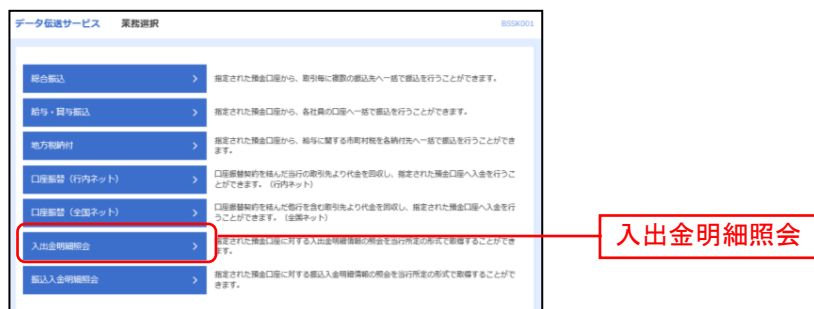 データ伝送サービス 業務選択 BSSK001
総合振込 指定された預金口座から、取引毎に複数の振込先へ一括で振込を行うことができます。
給与・賞与振込 指定された預金口座から、各社員の口座へ一括で振込を行うことができます。
地方税納付 指定された預金口座から、給与に関する市町村税を各納付先へ一括で振込を行うことができ
ます。
口座振替（行内ネット） 口座振替契約を結んだ当行の取引先より代金を回収し、指定された預金口座へ入金を行うこ
とができます。（行内ネット）
口座振替（全国ネット） 口座振替契約を結んだ他行を含む取引先より代金を回収し、指定された預金口座へ入金を行
うことができます。（全国ネット）
入出金明細照会 指定された預金口座に対する入出金明細情報の照会を当行所定の形式で取得することができ
ます。
入出金明細照会
振込入金明細照会 指定された預金口座に対する振込入金明細情報の照会を当行所定の形式で取得することがで
きます。